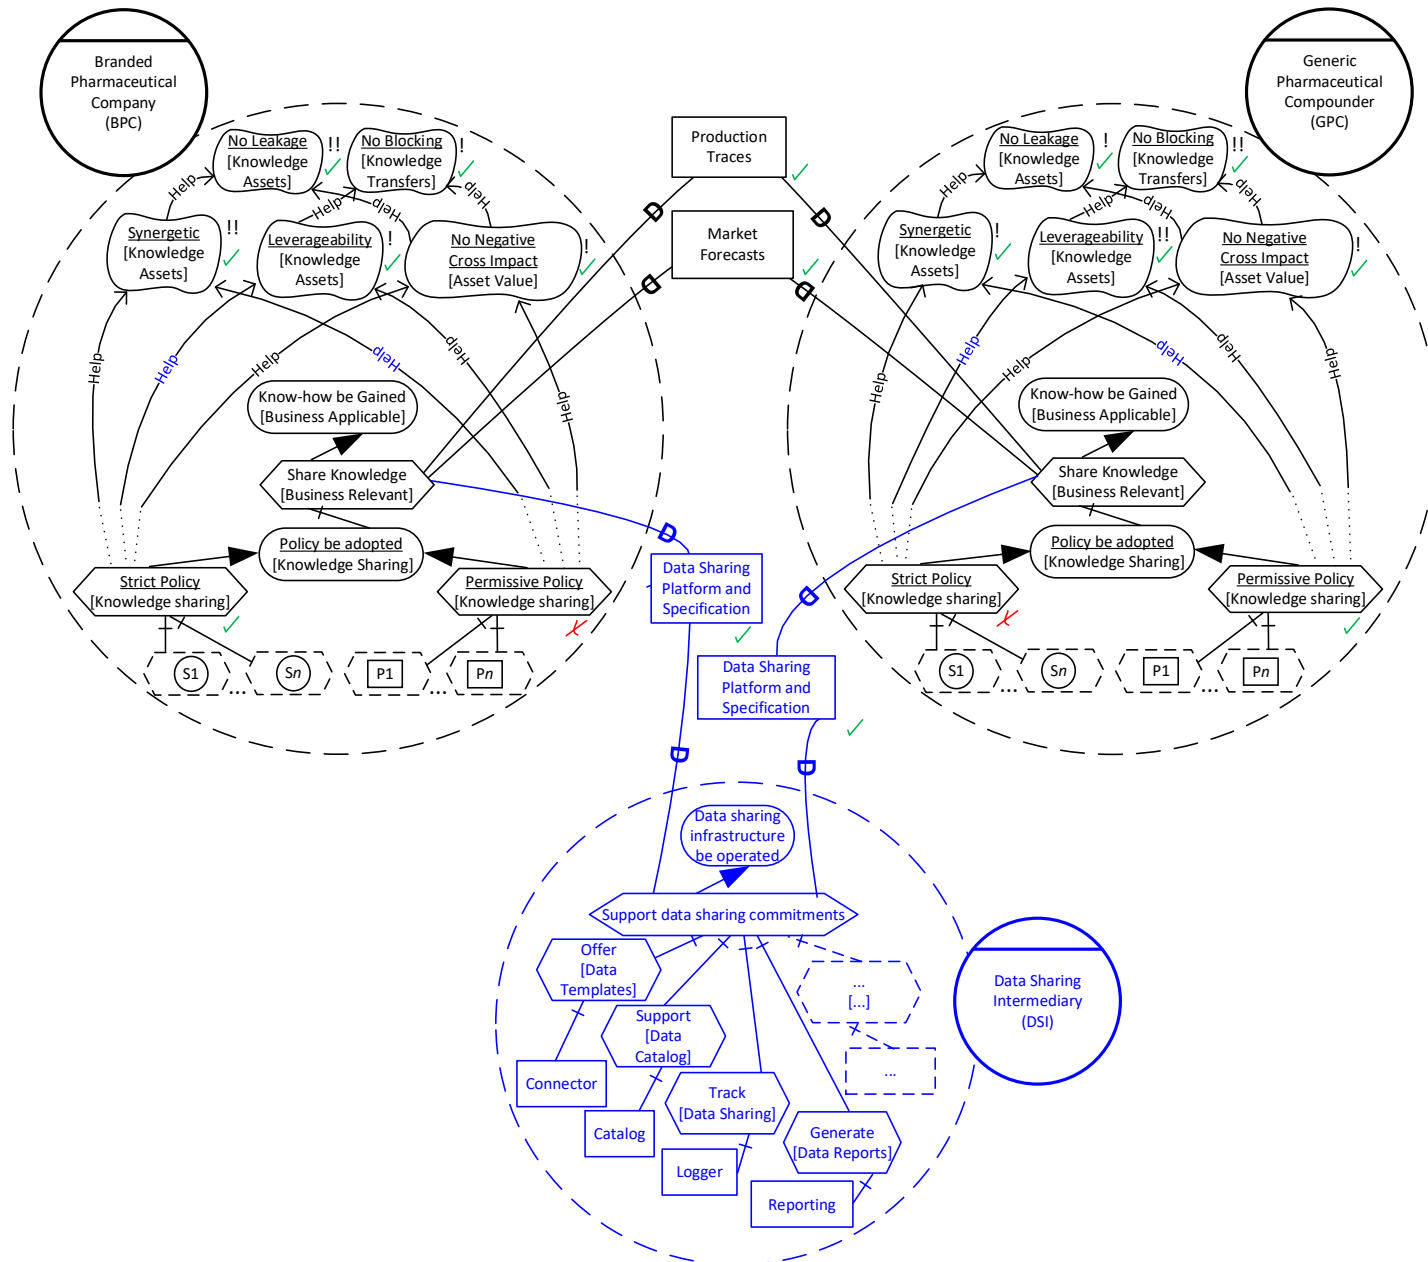 Branded
Pharmaceutical
Company
(BPC)
No Leakage
[Knowledge
Assets]
!!
No Blocking
[Knowledge
Transfers]
!
Help
Help
Help
Help
Synergetic
[Knowledge
Assets]
!!
Leverageability
[Knowledge
Assets]
!
No Negative
Cross Impact
[Asset Value]
!
Help
Help
Help
Help
Help
Help
Know-how be Gained
[Business Applicable]
Share Knowledge
[Business Relevant]
Policy be adopted
[Knowledge Sharing]
Strict Policy
[Knowledge sharing]
Permissive Policy
[Knowledge sharing]
S1
...
Sn
P1
...
Pn
Production
Traces
Market
Forecasts
D
D
D
D
Generic
Pharmaceutical
Compounder
(GPC)
No Leakage
[Knowledge
Assets]
!
No Blocking
[Knowledge
Transfers]
!!
Help
Help
Help
Help
Synergetic
[Knowledge
Assets]
!
Leverageability
[Knowledge
Assets]
!!
No Negative
Cross Impact
[Asset Value]
!
Help
Help
Help
Help
Help
Help
Know-how be Gained
[Business Applicable]
Share Knowledge
[Business Relevant]
Policy be adopted
[Knowledge Sharing]
Strict Policy
[Knowledge sharing]
Permissive Policy
[Knowledge sharing]
S1
...
Sn
P1
...
Pn
D
D
Data Sharing
Platform and
Specification
Data Sharing
Platform and
Specification
D
D
Data sharing
infrastructure
be operated
Support data sharing commitments
Offer
[Data
Templates]
Support
[Data
Catalog]
Track
[Data Sharing]
Generate
[Data Reports]
...
[...]
...
Connector
Catalog
Logger
Reporting
Data Sharing
Intermediary
(DSI)